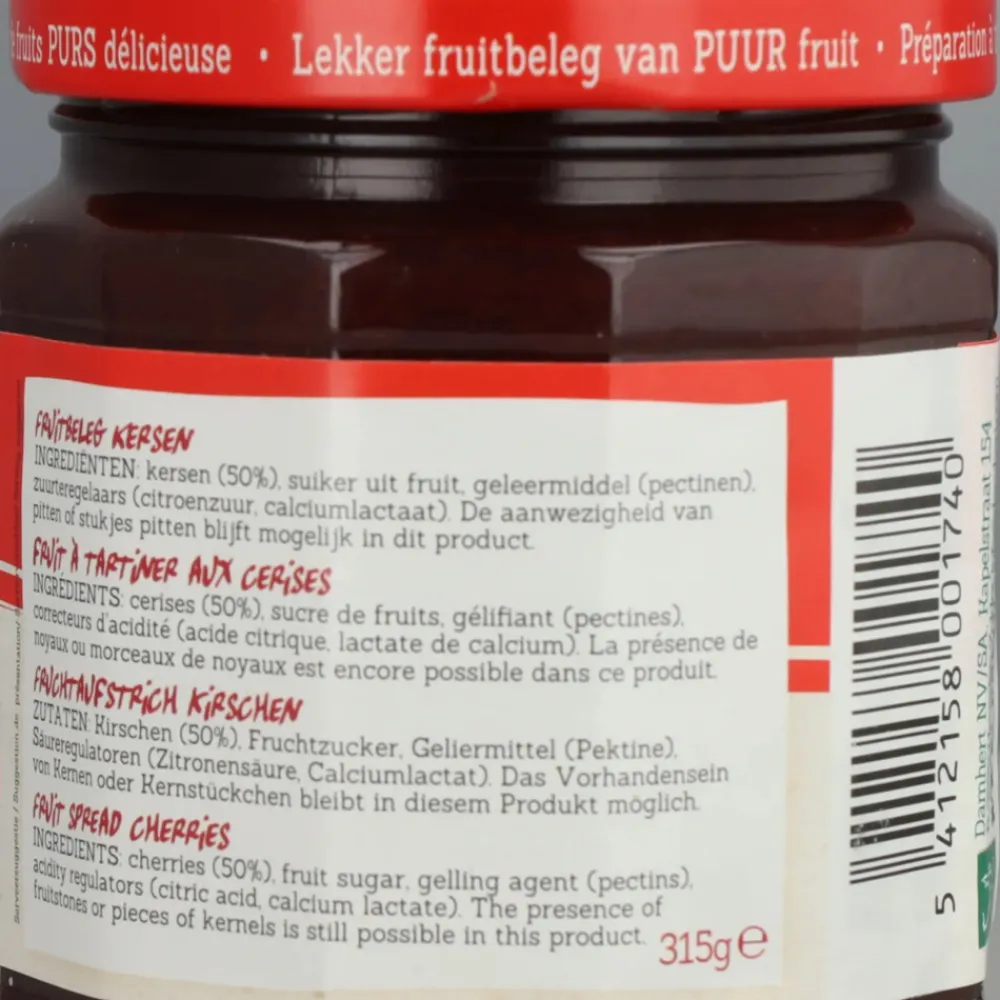 fruits PURS délicieuse · Lekker fruitbeleg van PUUR fruit · Préparation à
FRUITBELEG KERSEN
INGREDIËNTEN: kersen (50%), suiker uit fruit, geleermiddel (pectinen),
zuurteregelaars (citroenzuur, calciumlactaat). De aanwezigheid van
pitten of stukjes pitten blijft mogelijk in dit product.
FRUIT À TARTINER AUX CERISES
INGRÉDIENTS: cerises (50%), sucre de fruits, gélifiant (pectines),
correcteurs d'acidité (acide citrique, lactate de calcium). La présence de
noyaux ou morceaux de noyaux est encore possible dans ce produit.
FRUCHTAUFSTRICH KIRSCHEN
ZUTATEN: Kirschen (50%), Fruchtzucker, Geliermittel (Pektine),
Säureregulatoren (Zitronensäure, Calciumlactat). Das Vorhandensein
von Kernen oder Kernstückchen bleibt in diesem Produkt möglich.
FRUIT SPREAD CHERRIES
INGREDIENTS: cherries (50%), fruit sugar, gelling agent (pectins),
acidity regulators (citric acid, calcium lactate). The presence of
fruitstones or pieces of kernels is still possible in this product.
315g e
5 412158 001740
Damhert NV/SA, Kapelstraat 154
Serveersuggestie / Suggestion de présentation /